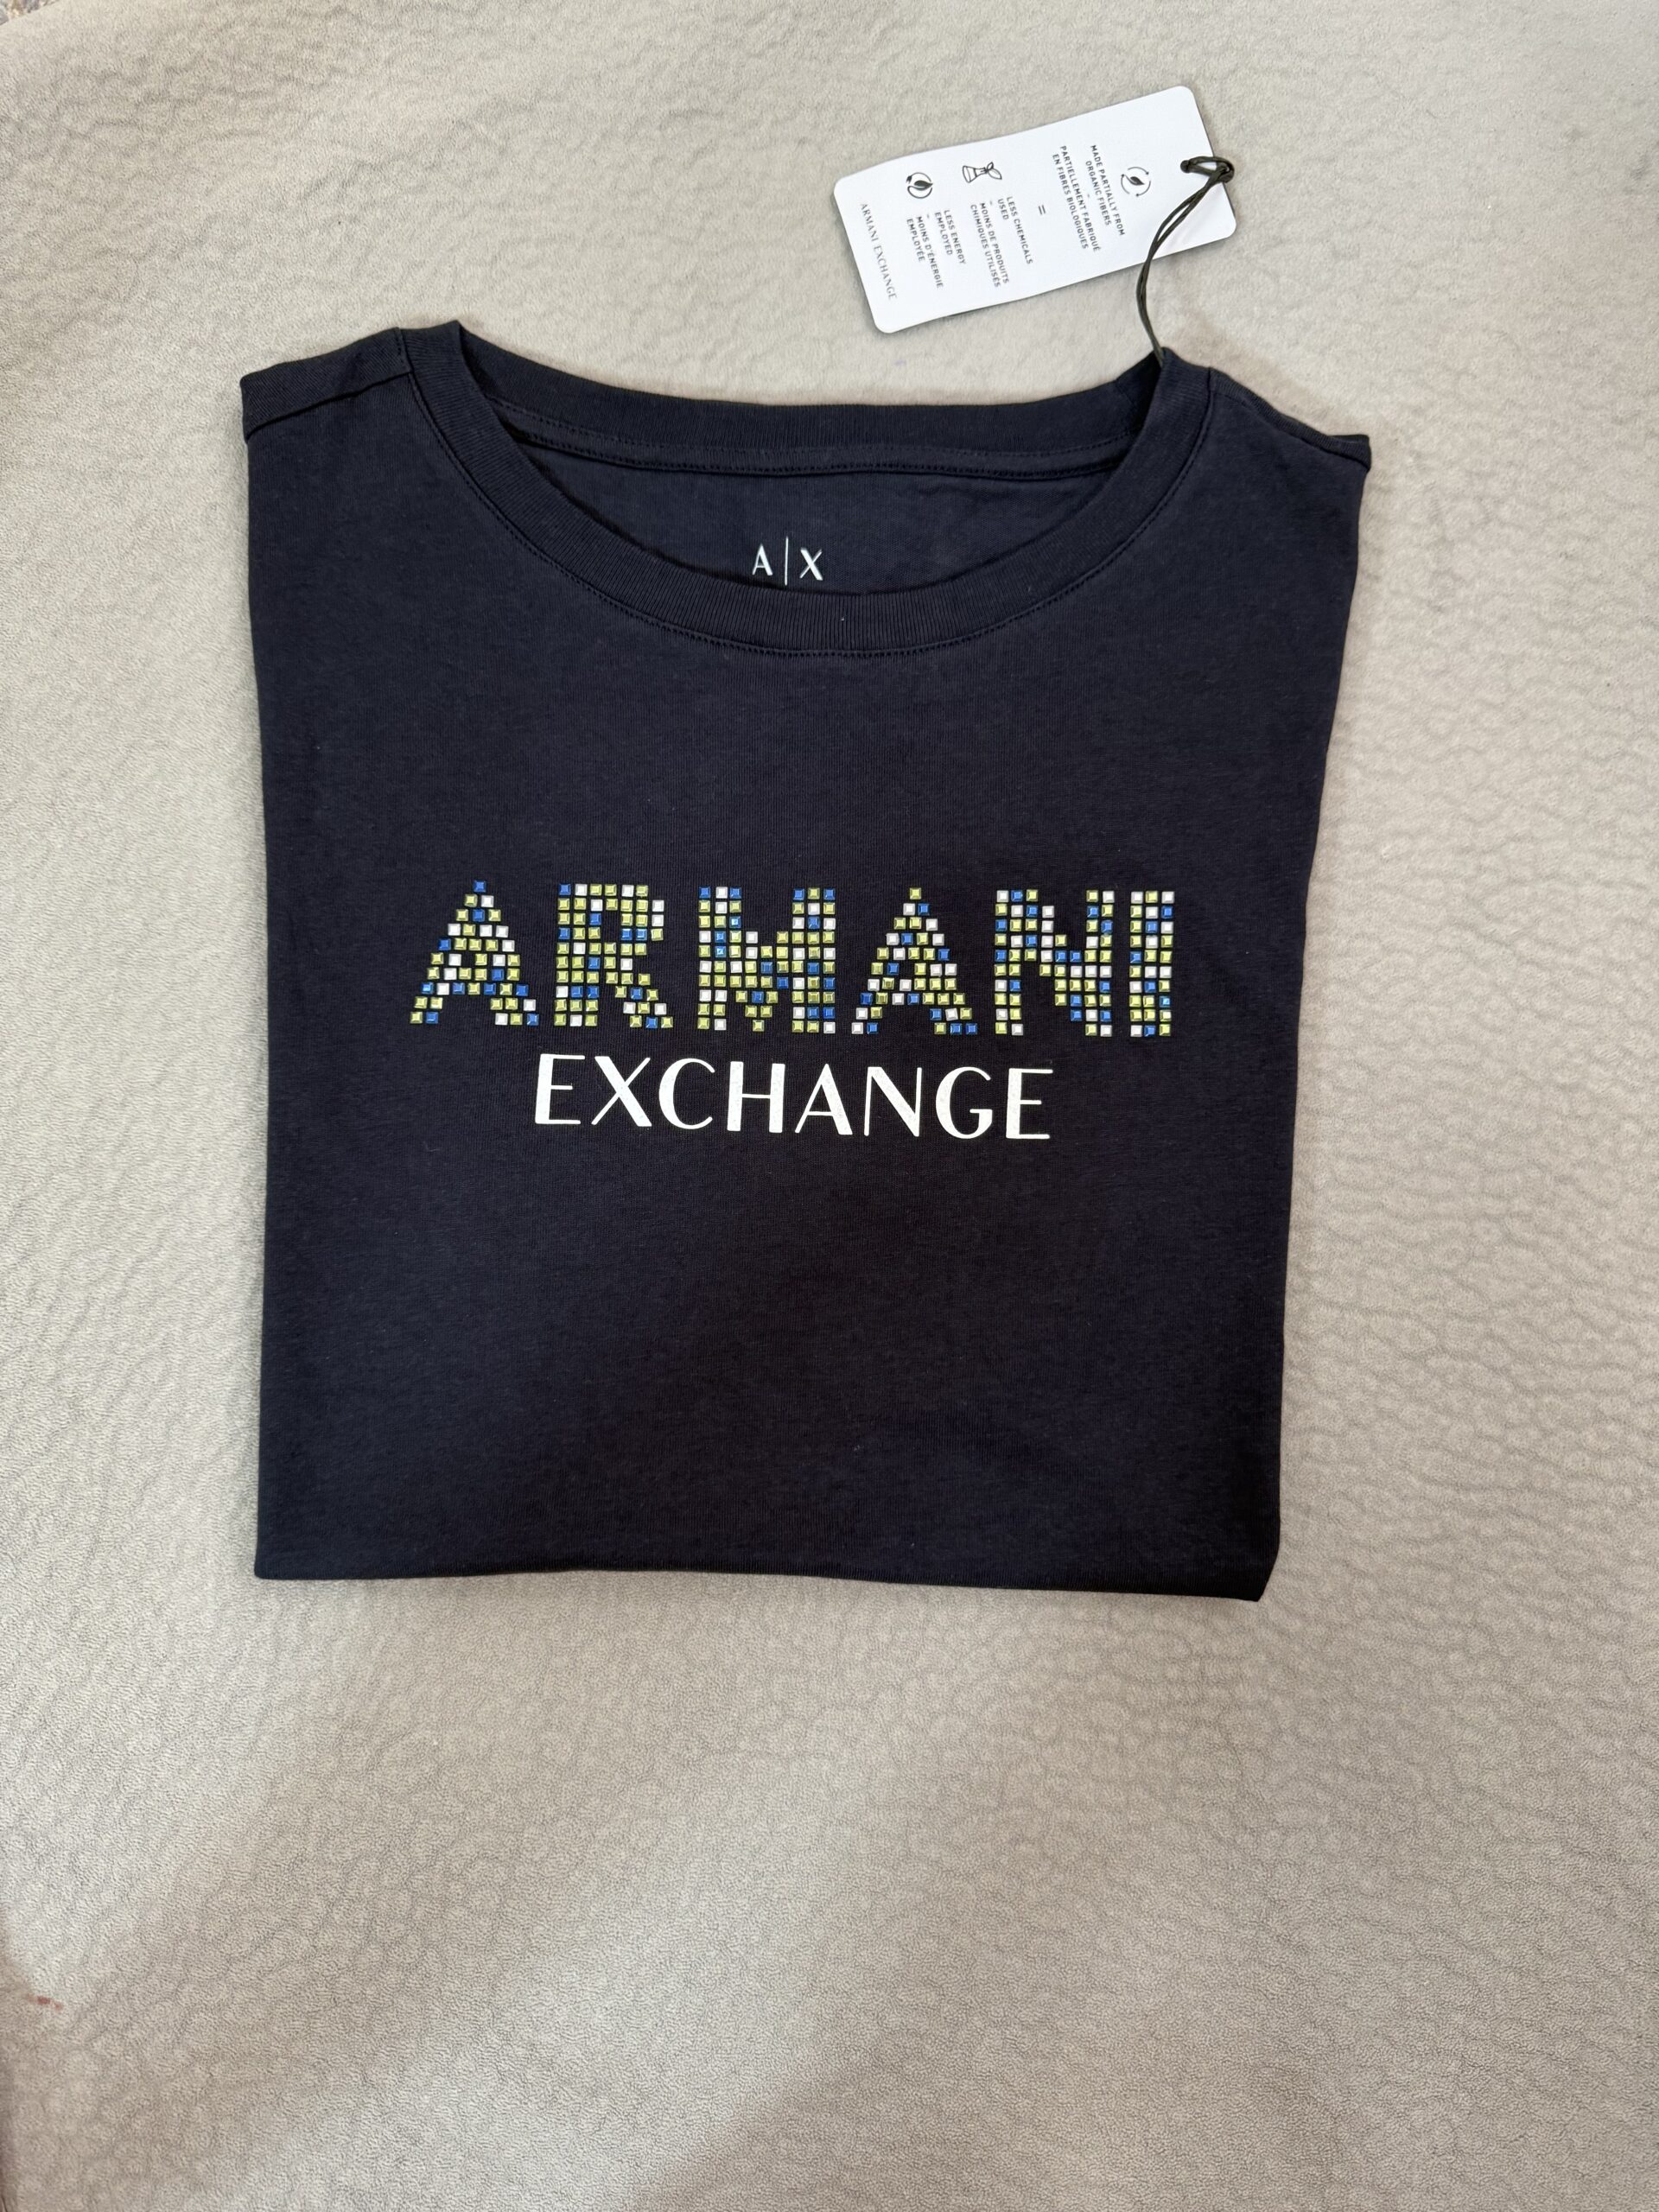 MADE PARTIALLY FROM
ORGANIC FIBERS
–
PARTIELLEMENT FABRIQUÉ
EN FIBRES BIOLOGIQUES
=
LESS CHEMICALS
USED
–
MOINS DE PRODUITS
CHIMIQUES UTILISÉS
LESS ENERGY
EMPLOYED
–
MOINS D'ÉNERGIE
EMPLOYÉE
ARMANI EXCHANGE
A|X
ARMANI
EXCHANGE